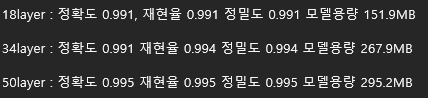 18layer : 정확도 0.991, 재현율 0.991 정밀도 0.991 모델용량 151.9MB
34layer : 정확도 0.991 재현율 0.994 정밀도 0.994 모델용량 267.9MB
50layer : 정확도 0.995 재현율 0.995 정밀도 0.995 모델용량 295.2MB